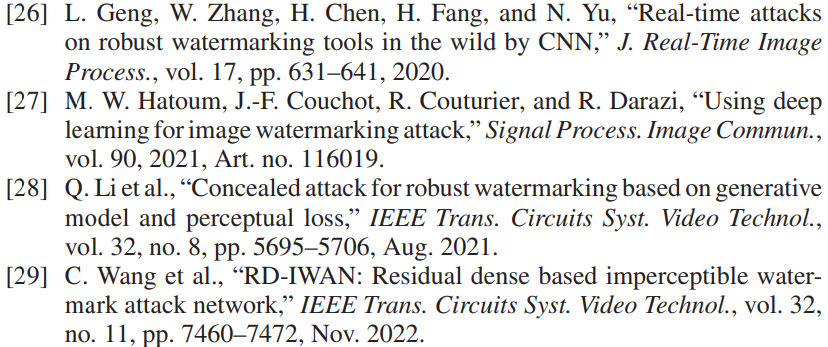 [26] L. Geng, W. Zhang, H. Chen, H. Fang, and N. Yu, “Real-time attacks
on robust watermarking tools in the wild by CNN,” J. Real-Time Image
Process., vol. 17, pp. 631–641, 2020.
[27] M. W. Hatoum, J.-F. Couchot, R. Couturier, and R. Darazi, “Using deep
learning for image watermarking attack,” Signal Process. Image Commun.,
vol. 90, 2021, Art. no. 116019.
[28] Q. Li et al., “Concealed attack for robust watermarking based on generative
model and perceptual loss,” IEEE Trans. Circuits Syst. Video Technol.,
vol. 32, no. 8, pp. 5695–5706, Aug. 2021.
[29] C. Wang et al., “RD-IWAN: Residual dense based imperceptible water-
mark attack network,” IEEE Trans. Circuits Syst. Video Technol., vol. 32,
no. 11, pp. 7460–7472, Nov. 2022.